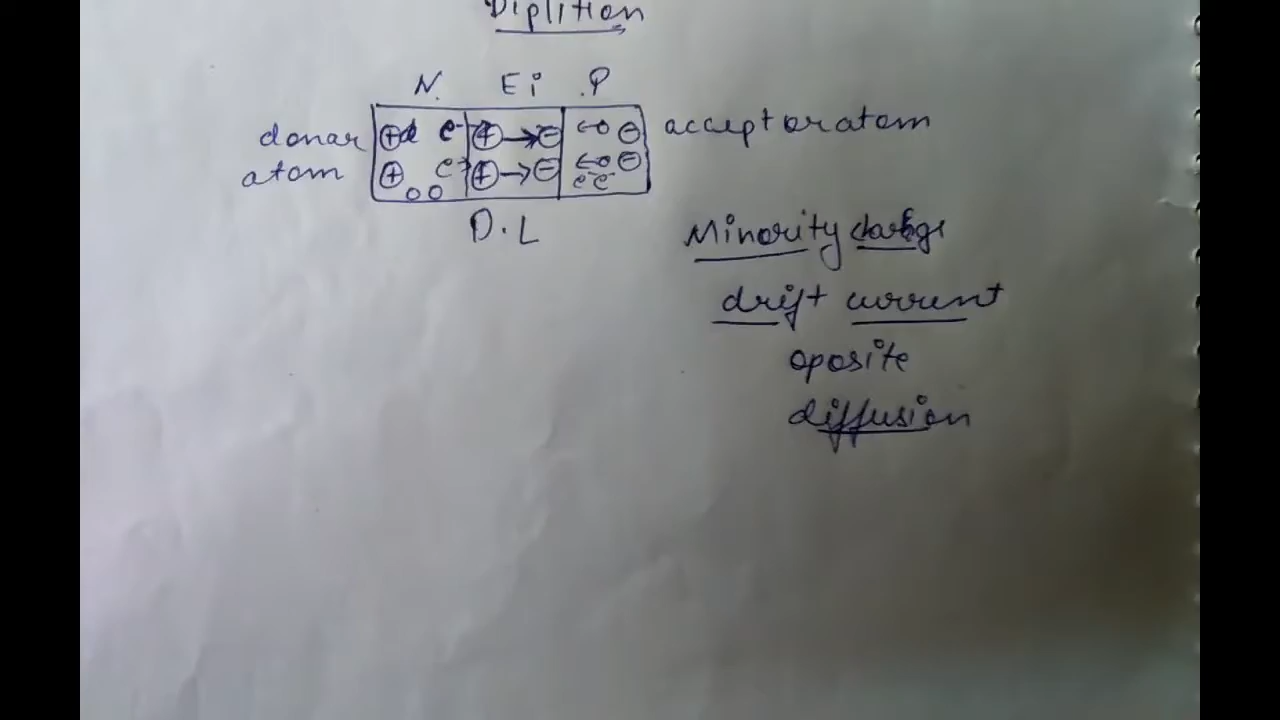 Diplition
N. Ei .P
donar acceptor atom
atom
e⁻
e⁻
e⁻ e⁻
D.L
Minority
drift current
oposite
diffusion